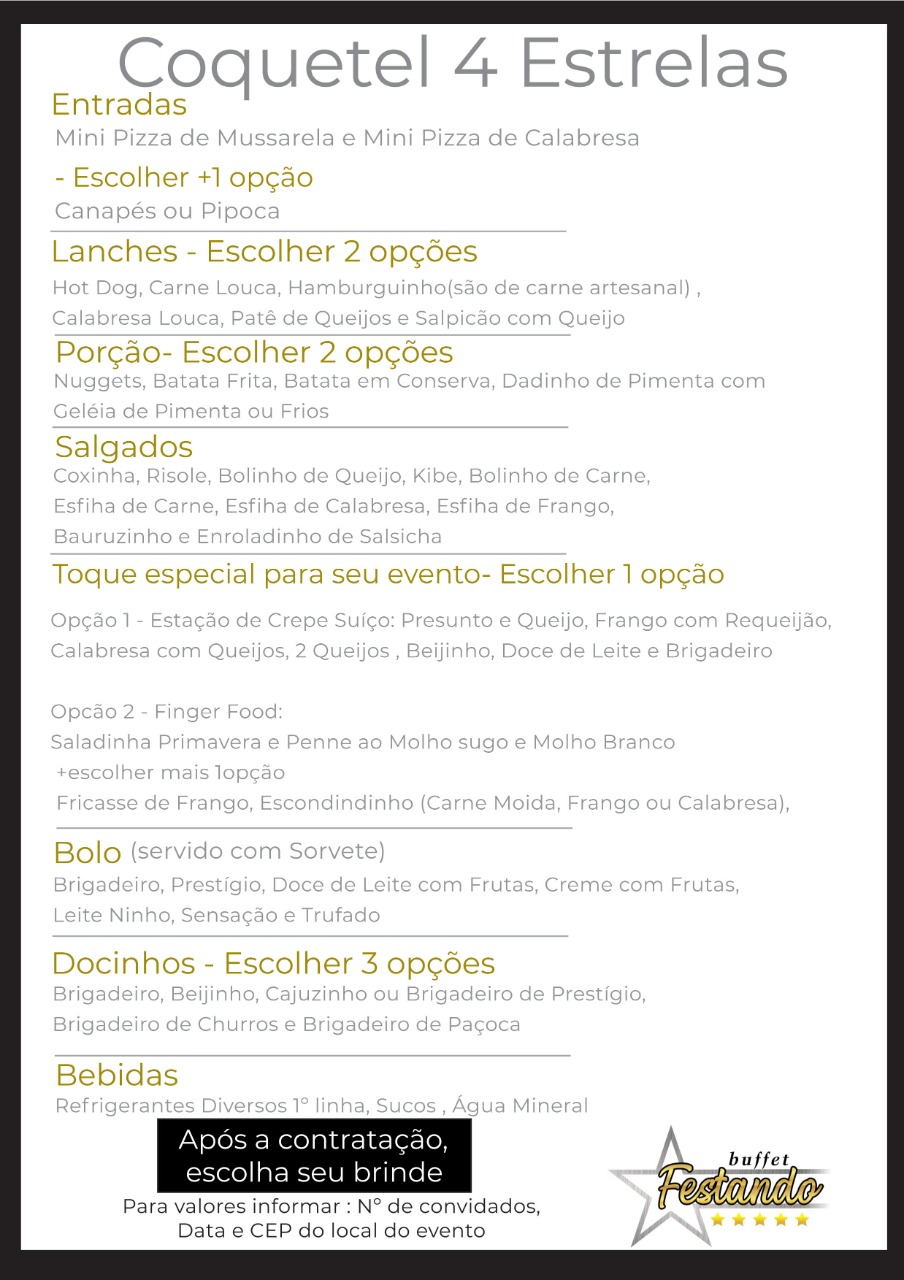 Coquetel 4 Estrelas
Entradas
Mini Pizza de Mussarela e Mini Pizza de Calabresa
- Escolher +1 opção
Canapés ou Pipoca
Lanches - Escolher 2 opções
Hot Dog, Carne Louca, Hamburguinho(são de carne artesanal) ,
Calabresa Louca, Patê de Queijos e Salpicão com Queijo
Porção- Escolher 2 opções
Nuggets, Batata Frita, Batata em Conserva, Dadinho de Pimenta com
Geléia de Pimenta ou Frios
Salgados
Coxinha, Risole, Bolinho de Queijo, Kibe, Bolinho de Carne,
Esfiha de Carne, Esfiha de Calabresa, Esfiha de Frango,
Bauruzinho e Enroladinho de Salsicha
Toque especial para seu evento- Escolher 1 opção
Opção 1 - Estação de Crepe Suíço: Presunto e Queijo, Frango com Requeijão,
Calabresa com Queijos, 2 Queijos , Beijinho, Doce de Leite e Brigadeiro
Opcão 2 - Finger Food:
Saladinha Primavera e Penne ao Molho sugo e Molho Branco
+escolher mais 1opção
Fricasse de Frango, Escondindinho (Carne Moida, Frango ou Calabresa),
Bolo (servido com Sorvete)
Brigadeiro, Prestígio, Doce de Leite com Frutas, Creme com Frutas,
Leite Ninho, Sensação e Trufado
Docinhos - Escolher 3 opções
Brigadeiro, Beijinho, Cajuzinho ou Brigadeiro de Prestígio,
Brigadeiro de Churros e Brigadeiro de Paçoca
Bebidas
Refrigerantes Diversos 1º linha, Sucos , Água Mineral
Após a contratação,
escolha seu brinde
Para valores informar : Nº de convidados,
Data e CEP do local do evento
buffet
Festando